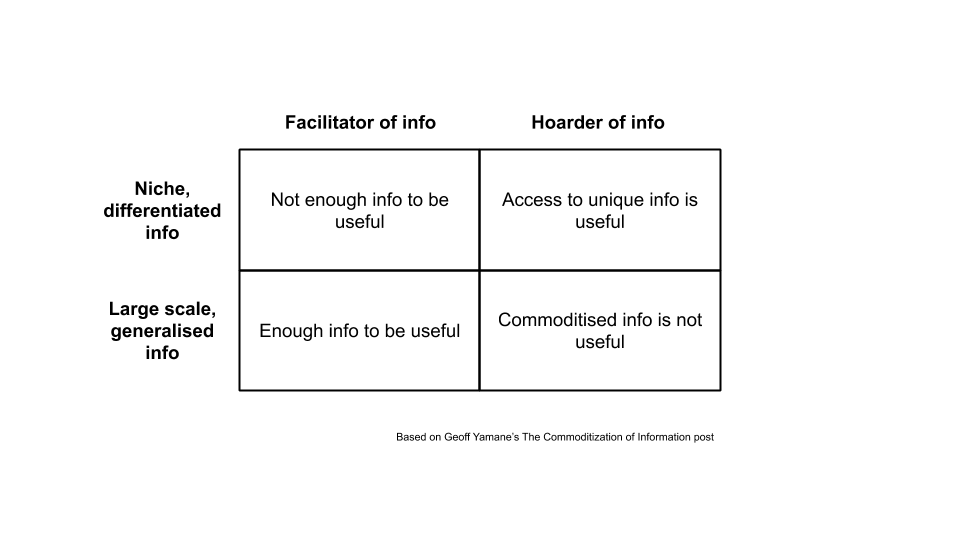 Facilitator of info
Hoarder of info
Niche,
differentiated
info
Not enough info to be
useful
Access to unique info is
useful
Large scale,
generalised
info
Enough info to be useful
Commoditised info is not
useful
Based on Geoff Yamane's The Commoditization of Information post